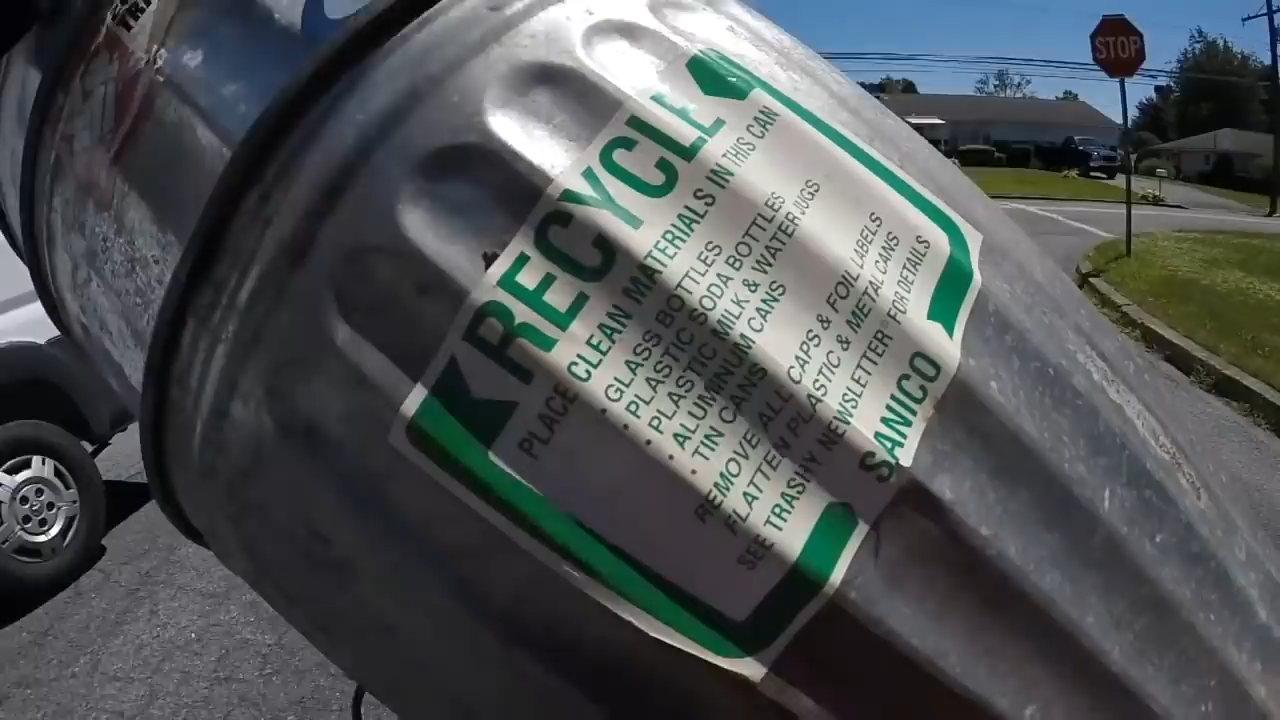 RECYCLE
PLACE CLEAN MATERIALS IN THIS CAN
• GLASS BOTTLES
• PLASTIC SODA BOTTLES
• PLASTIC MILK & WATER JUGS
• ALUMINUM CANS
• TIN CANS
REMOVE ALL CAPS & FOIL LABELS
FLATTEN PLASTIC & METAL CANS
SEE TRASHY NEWSLETTER FOR DETAILS
SANICO
STOP